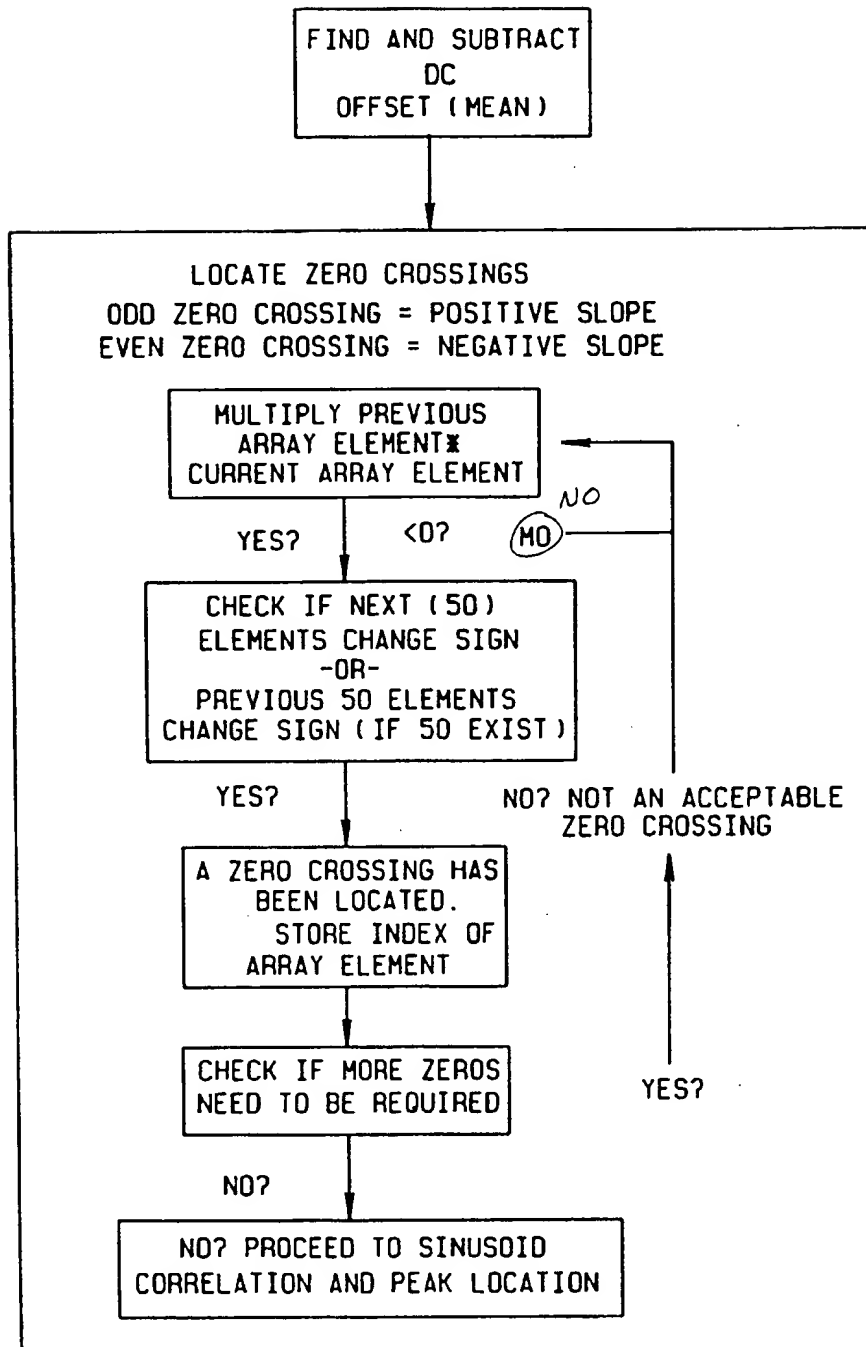 FIND AND SUBTRACT
DC
OFFSET (MEAN)
LOCATE ZERO CROSSINGS
ODD ZERO CROSSING = POSITIVE SLOPE
EVEN ZERO CROSSING = NEGATIVE SLOPE
MULTIPLY PREVIOUS
ARRAY ELEMENT*
CURRENT ARRAY ELEMENT
NO
YES? <0? MO
CHECK IF NEXT (50)
ELEMENTS CHANGE SIGN
-OR-
PREVIOUS 50 ELEMENTS
CHANGE SIGN (IF 50 EXIST)
YES?
NO? NOT AN ACCEPTABLE
ZERO CROSSING
A ZERO CROSSING HAS
BEEN LOCATED.
STORE INDEX OF
ARRAY ELEMENT
CHECK IF MORE ZEROS
NEED TO BE REQUIRED
YES?
NO?
NO? PROCEED TO SINUSOID
CORRELATION AND PEAK LOCATION